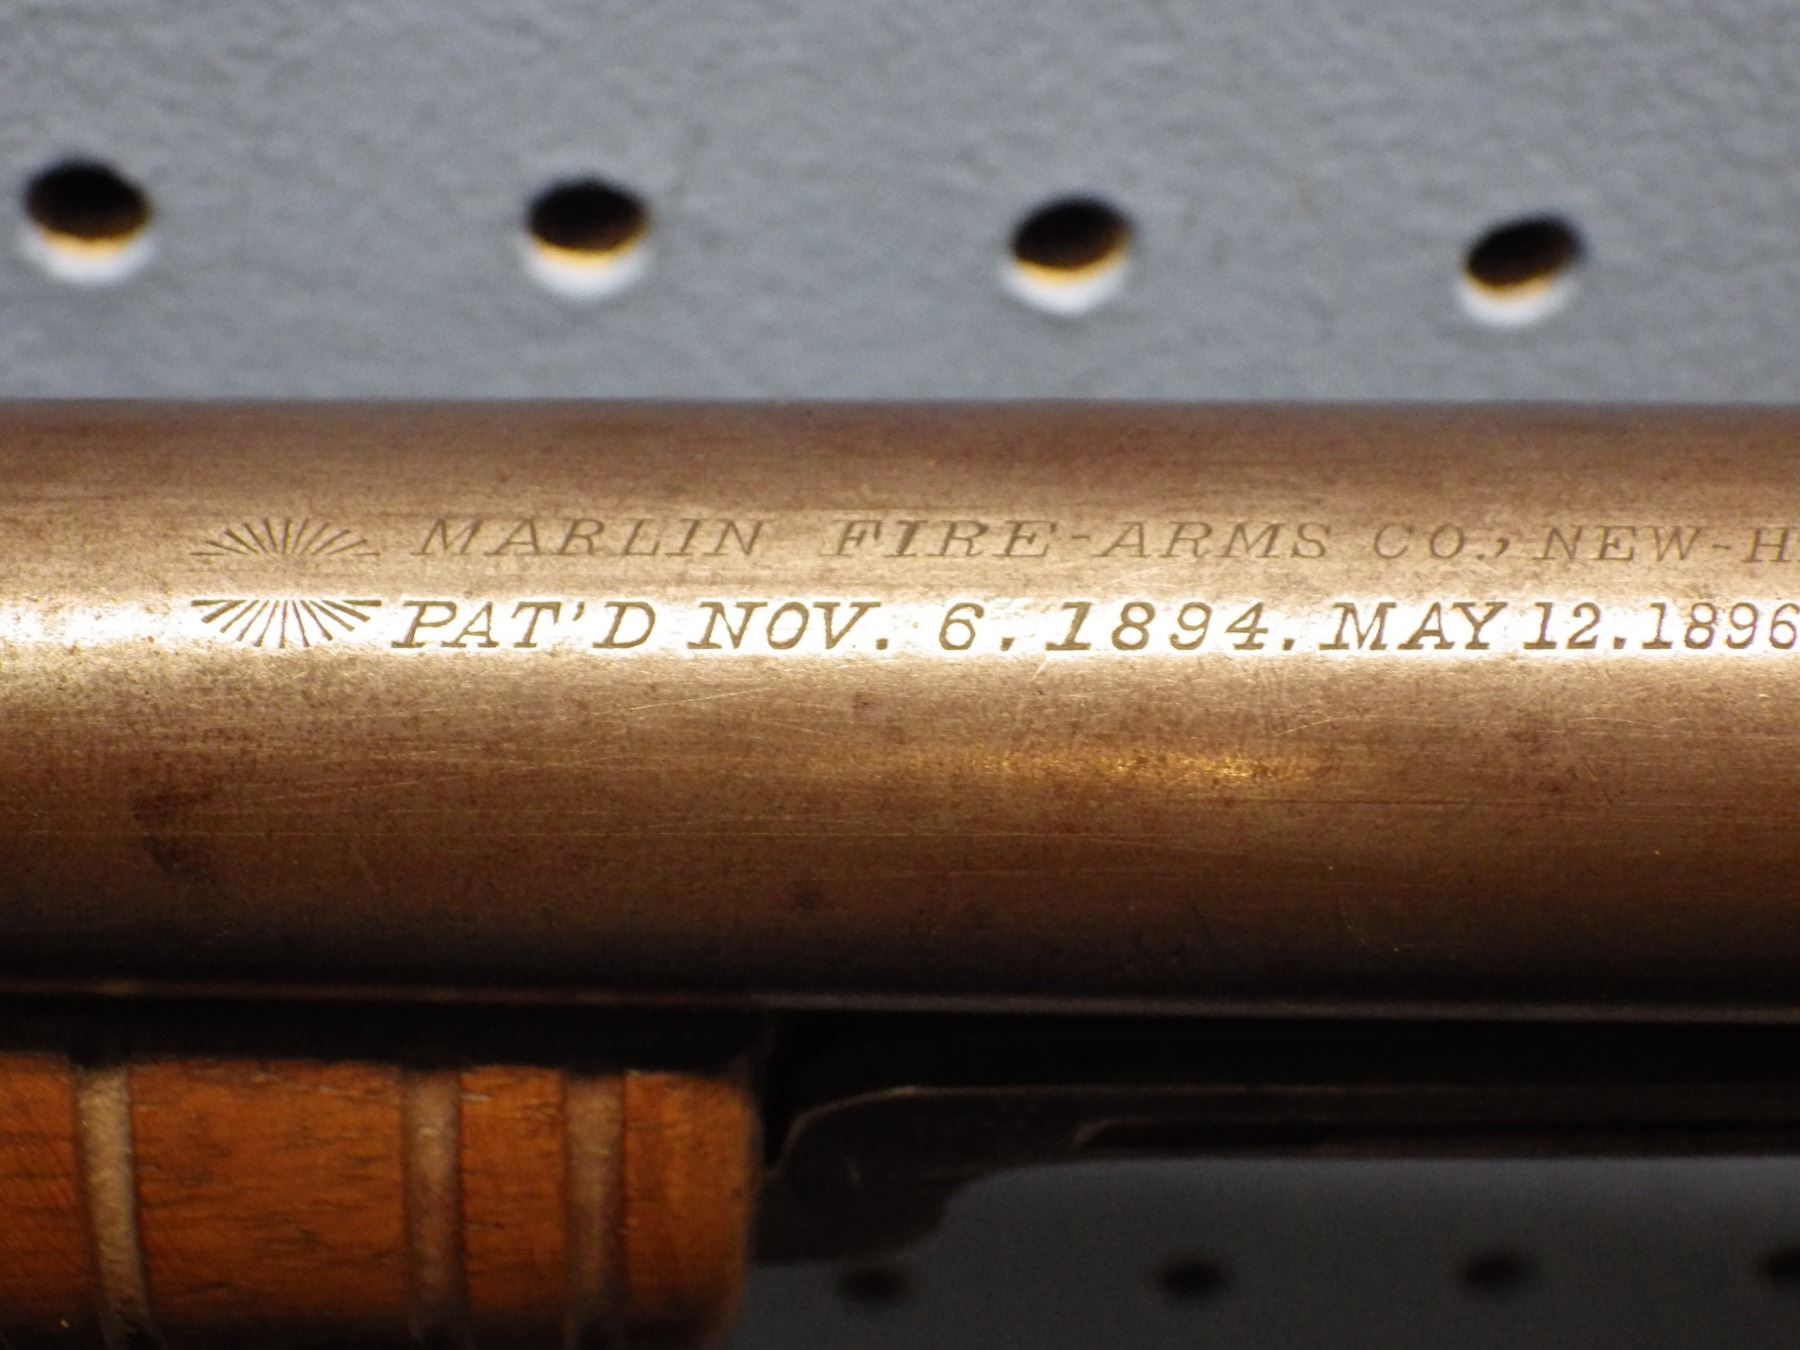 MARLIN FIRE-ARMS CO., NEW-H
PAT'D NOV. 6. 1894. MAY 12. 1896